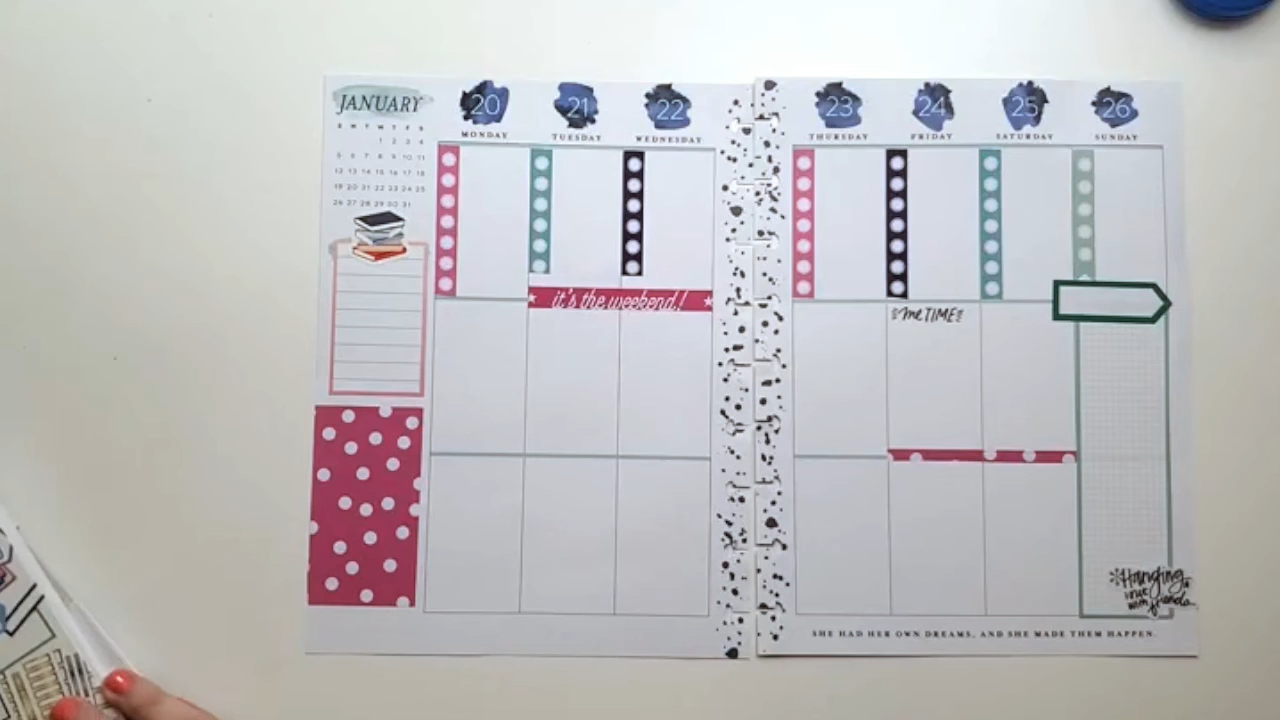 JANUARY
S M T W T F S
1 2 3 4
5 6 7 8 9 10 11
12 13 14 15 16 17 18
19 20 21 22 23 24 25
26 27 28 29 30 31
20
MONDAY
21
TUESDAY
22
WEDNESDAY
23
THURSDAY
24
FRIDAY
25
SATURDAY
26
SUNDAY
it's the weekend!
me TIME
Hanging
out
with friends
SHE HAD HER OWN DREAMS, AND SHE MADE THEM HAPPEN.